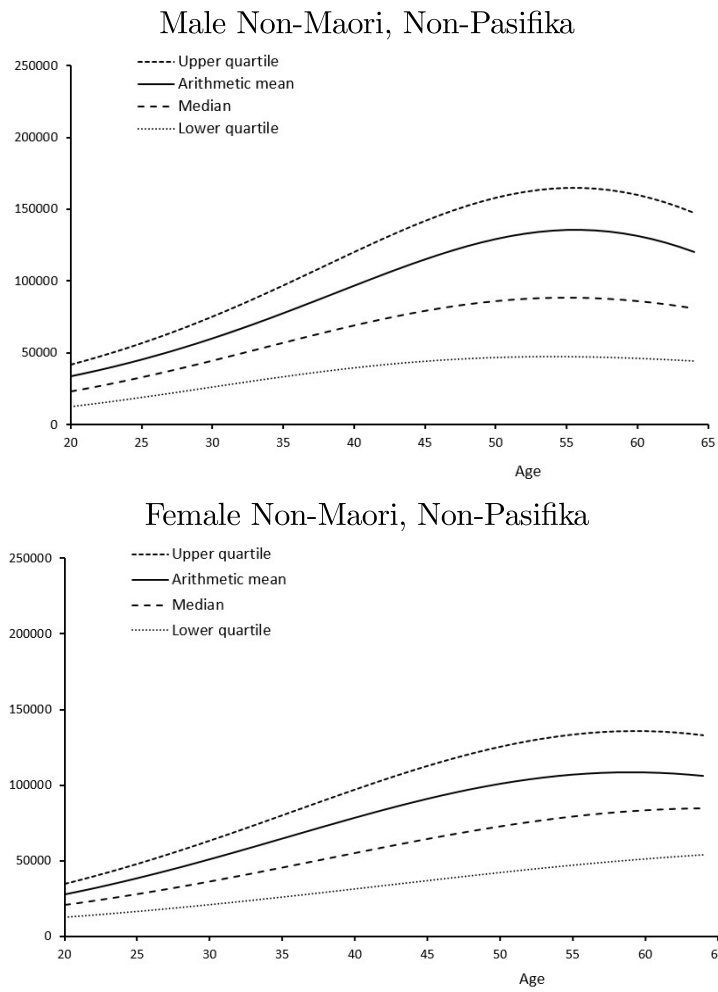 Male Non-Maori, Non-Pasifika
Upper quartile
Arithmetic mean
Median
Lower quartile
250000
200000
150000
100000
50000
0
20 25 30 35 40 45 50 55 60 65
Age
Female Non-Maori, Non-Pasifika
Upper quartile
Arithmetic mean
Median
Lower quartile
250000
200000
150000
100000
50000
0
20 25 30 35 40 45 50 55 60 6
Age